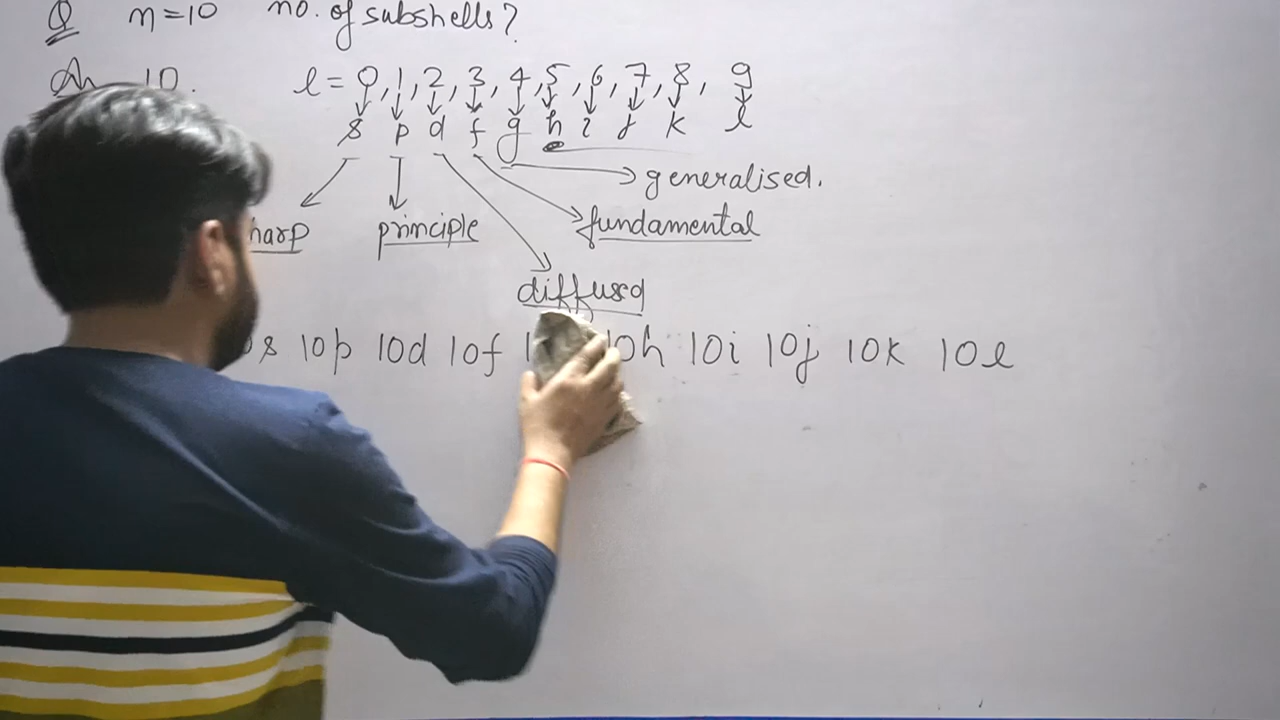 Q n=10 no. of subshells?
Ans 10. l = 0, 1, 2, 3, 4, 5, 6, 7, 8, 9
s p d f g h i j k l
generalised.
harp principle fundamental
diffused
s 10p 10d 10f 10h 10i 10j 10k 10l